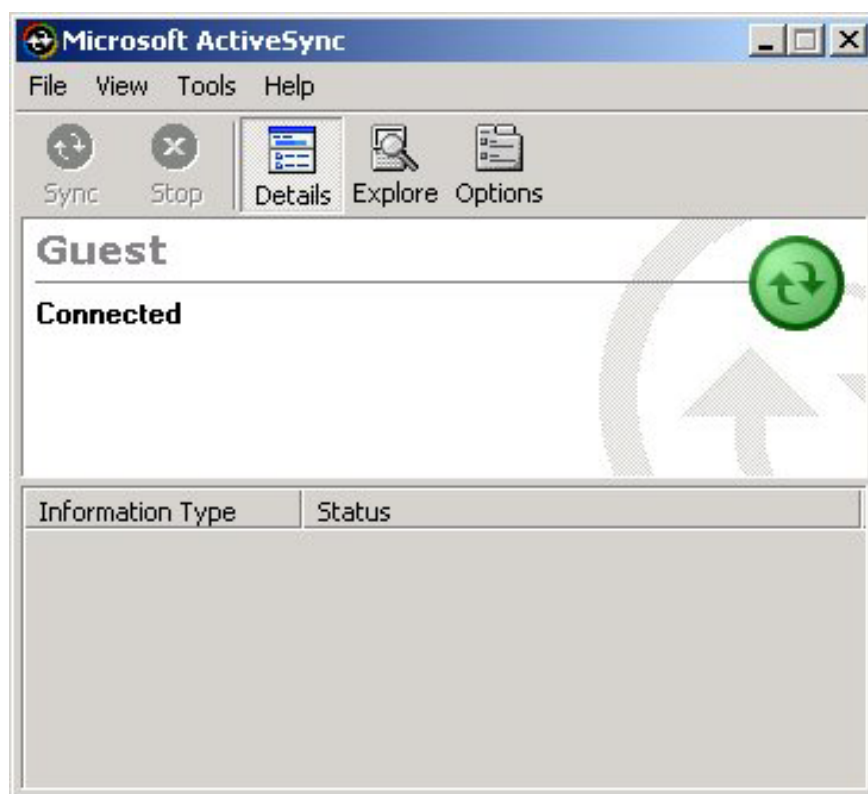 Microsoft ActiveSync
File View Tools Help
Sync Stop Details Explore Options
Guest
Connected
Information Type Status